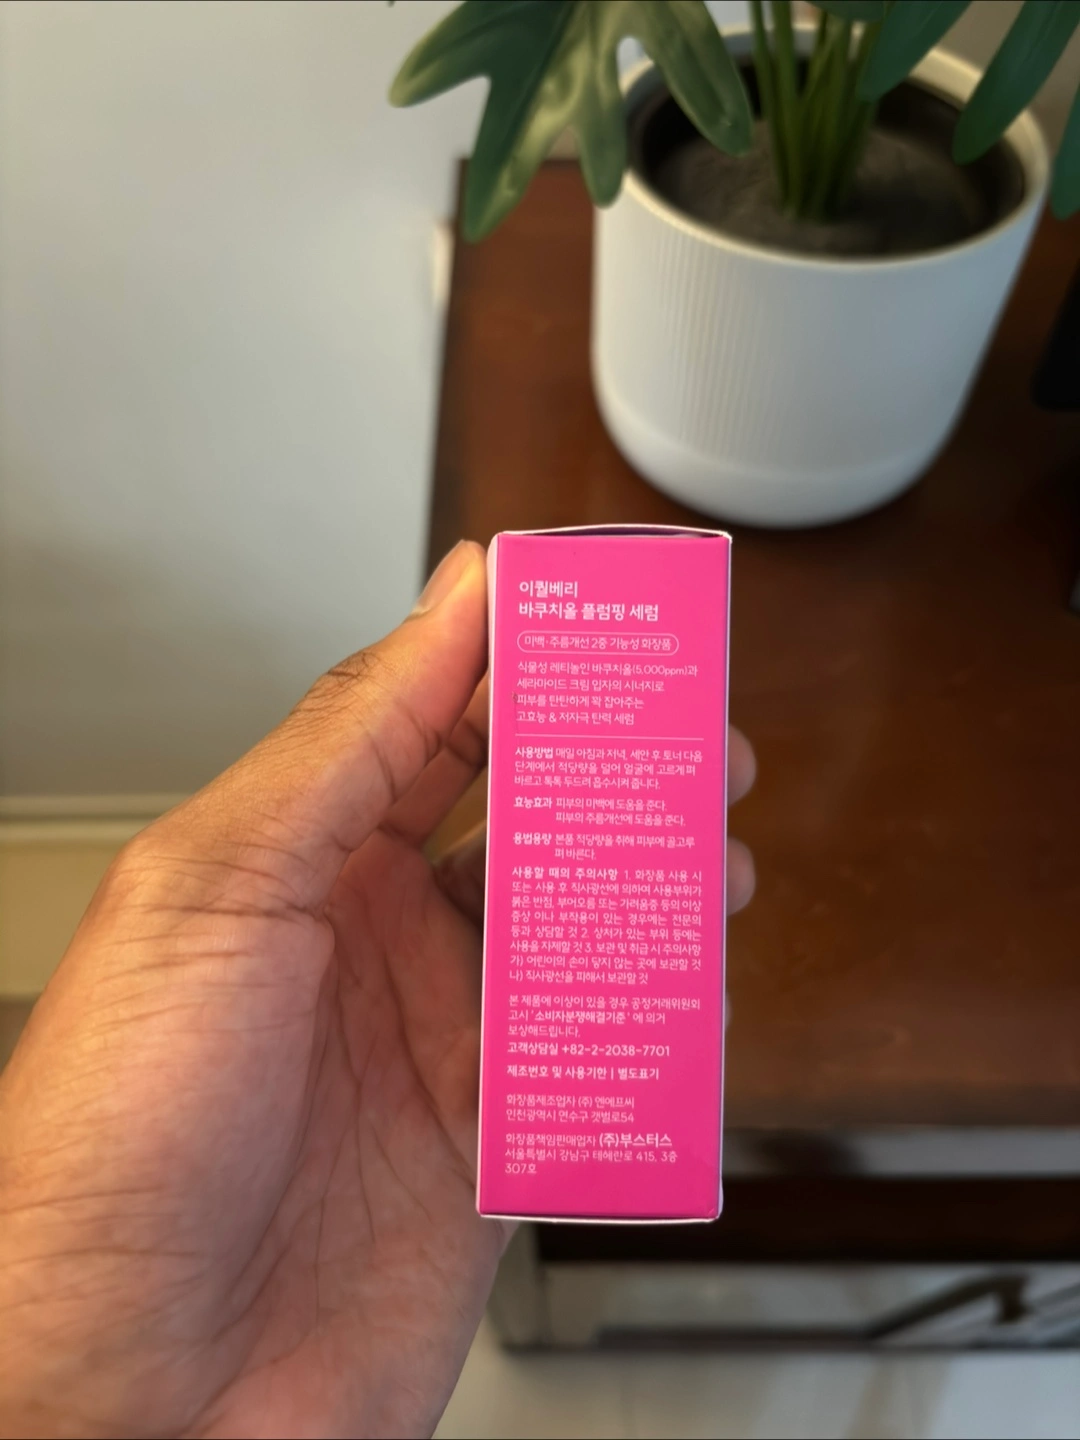 이퀄베리
바쿠치올 플럼핑 세럼
미백·주름개선 2중 기능성 화장품
식물성 레티놀인 바쿠치올(5,000ppm)과
세라마이드 크림 입자의 시너지로
피부를 탄탄하게 꽉 잡아주는
고효능 & 저자극 탄력 세럼
사용방법 매일 아침과 저녁, 세안 후 토너 다음
단계에서 적당량을 덜어 얼굴에 고르게 펴
바르고 톡톡 두드려 흡수시켜 줍니다.
효능효과 피부의 미백에 도움을 준다.
피부의 주름개선에 도움을 준다.
용법용량 본품 적당량을 취해 피부에 골고루
펴 바른다.
사용할 때의 주의사항 1. 화장품 사용 시
또는 사용 후 직사광선에 의하여 사용부위가
붉은 반점, 부어오름 또는 가려움증 등의 이상
증상 이나 부작용이 있는 경우에는 전문의
등과 상담할 것 2. 상처가 있는 부위 등에는
사용을 자제할 것 3. 보관 및 취급 시 주의사항
가) 어린이의 손이 닿지 않는 곳에 보관할 것
나) 직사광선을 피해서 보관할 것
본 제품에 이상이 있을 경우 공정거래위원회
고시 '소비자분쟁해결기준' 에 의거
보상해드립니다.
고객상담실 +82-2-2038-7701
제조번호 및 사용기한 | 별도표기
화장품제조업자 (주) 엔에프씨
인천광역시 연수구 갯벌로54
화장품책임판매업자 (주)부스터스
서울특별시 강남구 테헤란로 415, 3층
307호